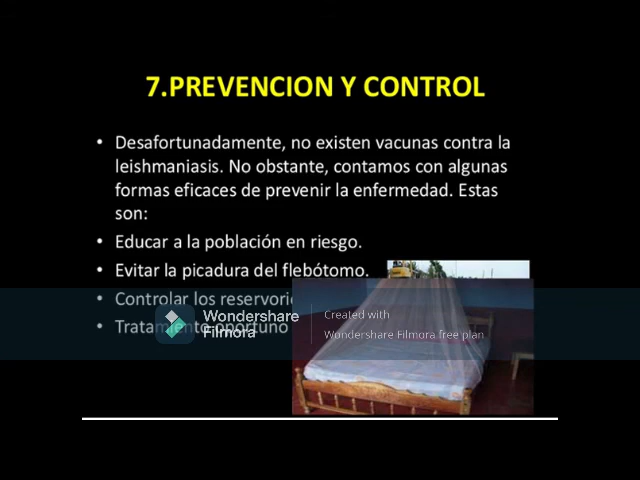 7.PREVENCION Y CONTROL
• Desafortunadamente, no existen vacunas contra la
leishmaniasis. No obstante, contamos con algunas
formas eficaces de prevenir la enfermedad. Estas
son:
• Educar a la población en riesgo.
• Evitar la picadura del flebótomo.
• Controlar los
• Tratamiento oportuno
Wondershare
Filmora
Created with
Wondershare Filmora free plan